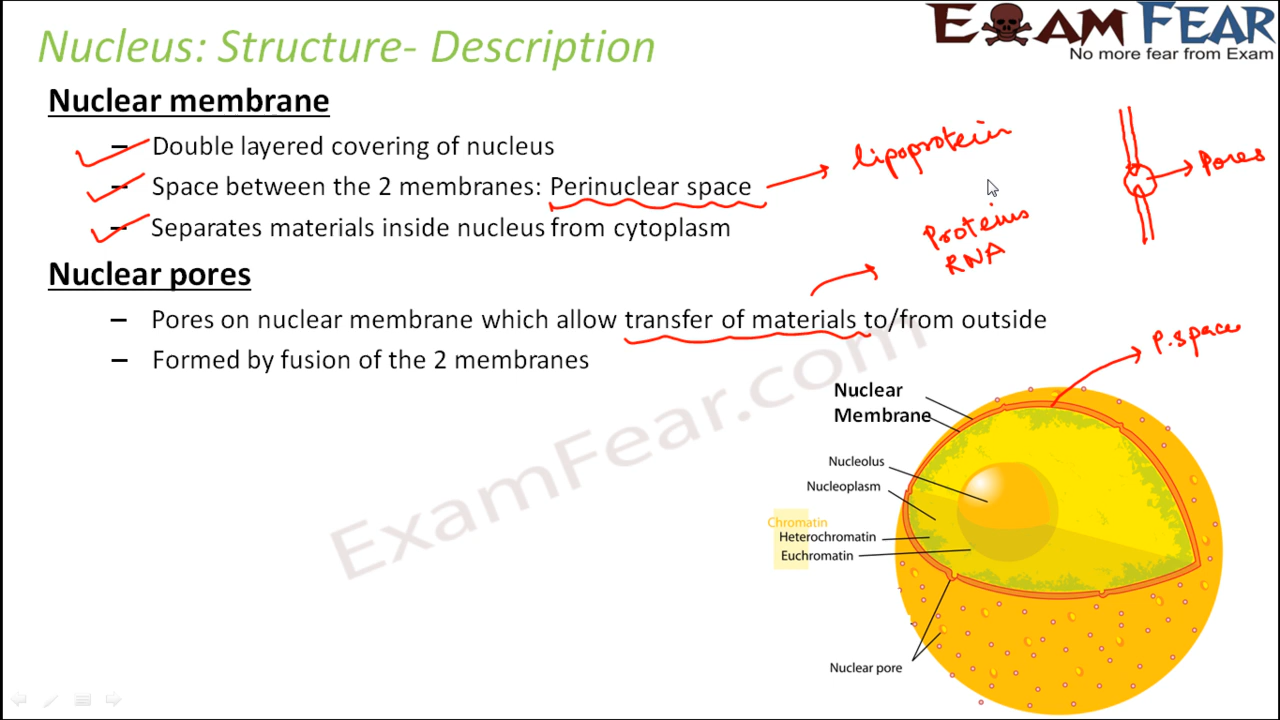 Nucleus: Structure- Description
EXAM FEAR
No more fear from Exam
Nuclear membrane
– Double layered covering of nucleus
– Space between the 2 membranes: Perinuclear space
– Separates materials inside nucleus from cytoplasm
lipoprotein
Pores
Proteins
RNA
Nuclear pores
– Pores on nuclear membrane which allow transfer of materials to/from outside
– Formed by fusion of the 2 membranes
P.space
Nuclear
Membrane
Nucleolus
Nucleoplasm
Chromatin
Heterochromatin
Euchromatin
Nuclear pore
ExamFear.com